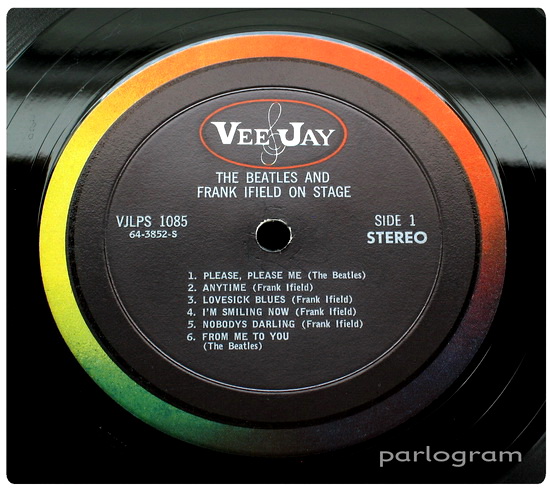 VEE JAY
THE BEATLES AND
FRANK IFIELD ON STAGE
VJLPS 1085
64-3852-S
SIDE 1
STEREO
1. PLEASE, PLEASE ME (The Beatles)
2. ANYTIME (Frank Ifield)
3. LOVESICK BLUES (Frank Ifield)
4. I'M SMILING NOW (Frank Ifield)
5. NOBODYS DARLING (Frank Ifield)
6. FROM ME TO YOU
(The Beatles)
parlogram